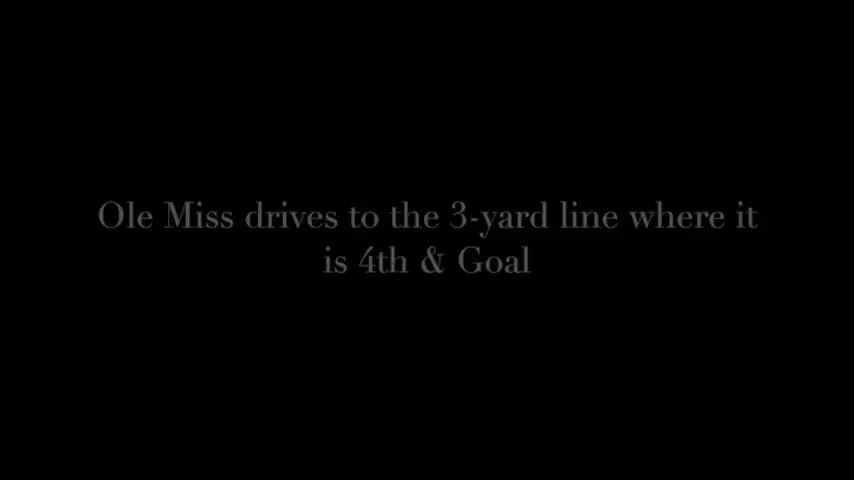 Ole Miss drives to the 3-yard line where it
is 4th & Goal